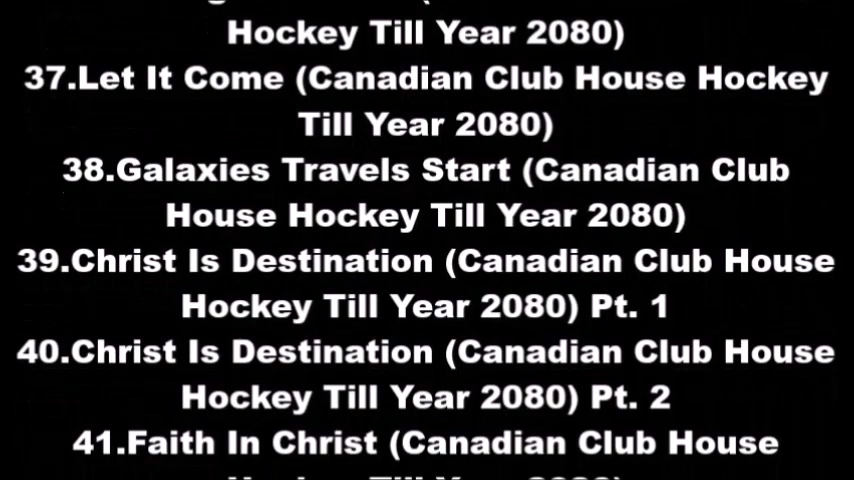 Hockey Till Year 2080)
37.Let It Come (Canadian Club House Hockey
Till Year 2080)
38.Galaxies Travels Start (Canadian Club
House Hockey Till Year 2080)
39.Christ Is Destination (Canadian Club House
Hockey Till Year 2080) Pt. 1
40.Christ Is Destination (Canadian Club House
Hockey Till Year 2080) Pt. 2
41.Faith In Christ (Canadian Club House